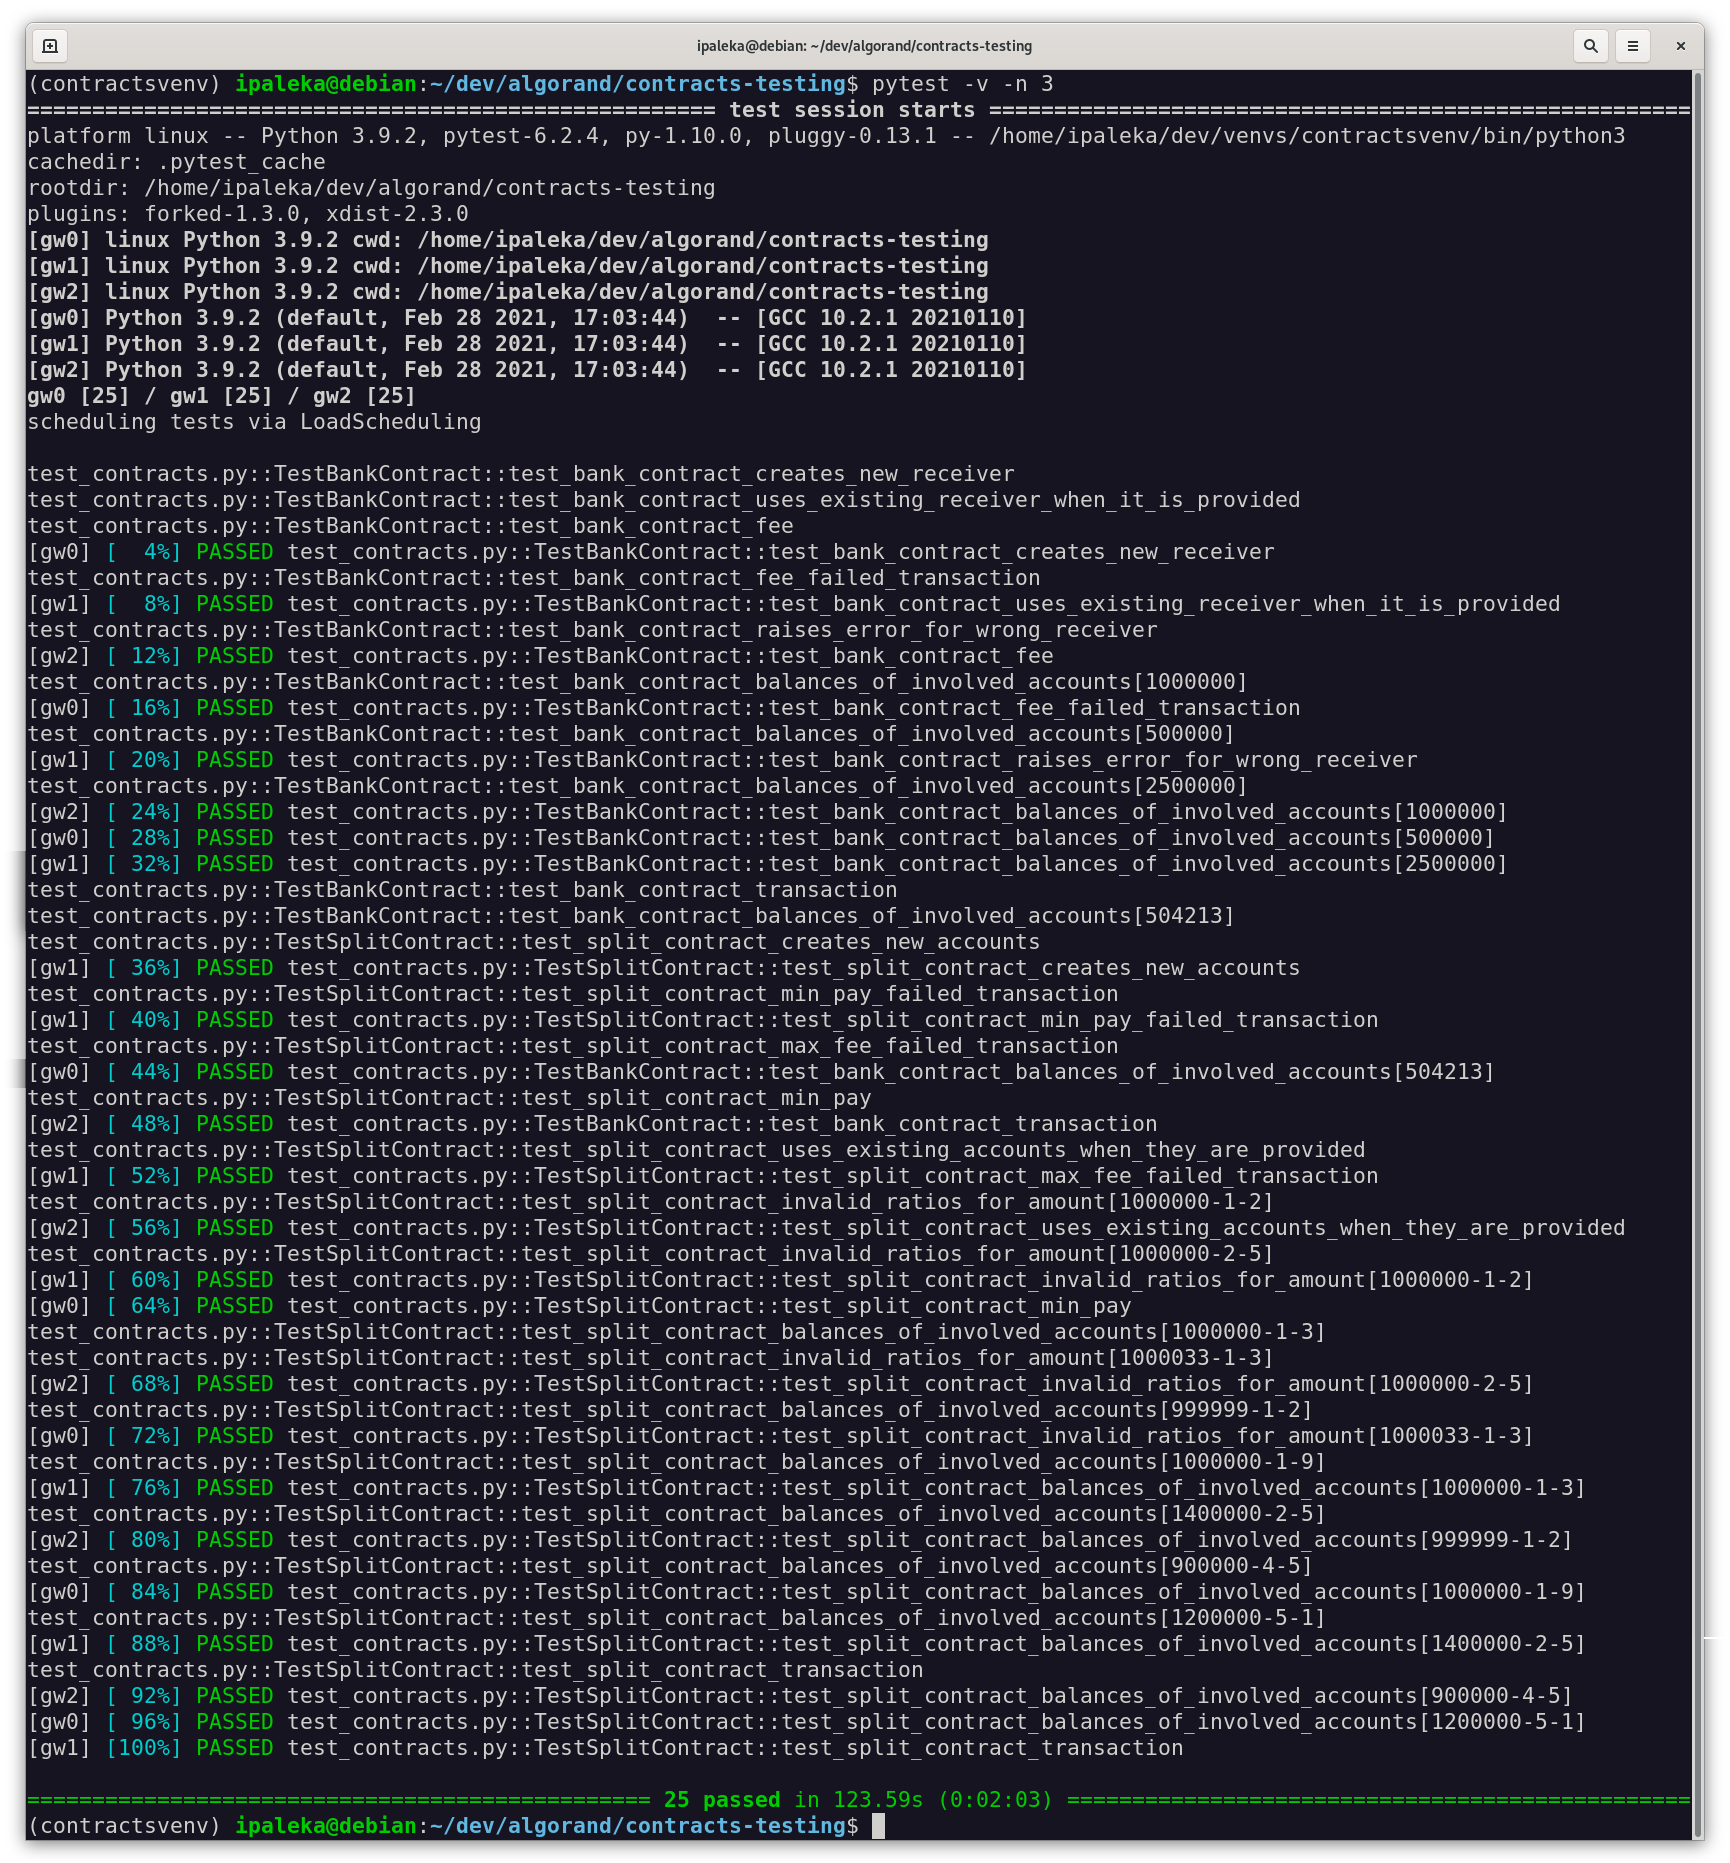 ipaleka@debian: ~/dev/algorand/contracts-testing
(contractsvenv) ipaleka@debian:~/dev/algorand/contracts-testing$ pytest -v -n 3
===================================================== test session starts ======================================================
platform linux -- Python 3.9.2, pytest-6.2.4, py-1.10.0, pluggy-0.13.1 -- /home/ipaleka/dev/venvs/contractsvenv/bin/python3
cachedir: .pytest_cache
rootdir: /home/ipaleka/dev/algorand/contracts-testing
plugins: forked-1.3.0, xdist-2.3.0
[gw0] linux Python 3.9.2 cwd: /home/ipaleka/dev/algorand/contracts-testing
[gw1] linux Python 3.9.2 cwd: /home/ipaleka/dev/algorand/contracts-testing
[gw2] linux Python 3.9.2 cwd: /home/ipaleka/dev/algorand/contracts-testing
[gw0] Python 3.9.2 (default, Feb 28 2021, 17:03:44)  -- [GCC 10.2.1 20210110]
[gw1] Python 3.9.2 (default, Feb 28 2021, 17:03:44)  -- [GCC 10.2.1 20210110]
[gw2] Python 3.9.2 (default, Feb 28 2021, 17:03:44)  -- [GCC 10.2.1 20210110]
gw0 [25] / gw1 [25] / gw2 [25]
scheduling tests via LoadScheduling
test_contracts.py::TestBankContract::test_bank_contract_creates_new_receiver
test_contracts.py::TestBankContract::test_bank_contract_uses_existing_receiver_when_it_is_provided
test_contracts.py::TestBankContract::test_bank_contract_fee
[gw0] [  4%] PASSED test_contracts.py::TestBankContract::test_bank_contract_creates_new_receiver
test_contracts.py::TestBankContract::test_bank_contract_fee_failed_transaction
[gw1] [  8%] PASSED test_contracts.py::TestBankContract::test_bank_contract_uses_existing_receiver_when_it_is_provided
test_contracts.py::TestBankContract::test_bank_contract_raises_error_for_wrong_receiver
[gw2] [ 12%] PASSED test_contracts.py::TestBankContract::test_bank_contract_fee
test_contracts.py::TestBankContract::test_bank_contract_balances_of_involved_accounts[1000000]
[gw0] [ 16%] PASSED test_contracts.py::TestBankContract::test_bank_contract_fee_failed_transaction
test_contracts.py::TestBankContract::test_bank_contract_balances_of_involved_accounts[500000]
[gw1] [ 20%] PASSED test_contracts.py::TestBankContract::test_bank_contract_raises_error_for_wrong_receiver
test_contracts.py::TestBankContract::test_bank_contract_balances_of_involved_accounts[2500000]
[gw2] [ 24%] PASSED test_contracts.py::TestBankContract::test_bank_contract_balances_of_involved_accounts[1000000]
[gw0] [ 28%] PASSED test_contracts.py::TestBankContract::test_bank_contract_balances_of_involved_accounts[500000]
[gw1] [ 32%] PASSED test_contracts.py::TestBankContract::test_bank_contract_balances_of_involved_accounts[2500000]
test_contracts.py::TestBankContract::test_bank_contract_transaction
test_contracts.py::TestBankContract::test_bank_contract_balances_of_involved_accounts[504213]
test_contracts.py::TestSplitContract::test_split_contract_creates_new_accounts
[gw1] [ 36%] PASSED test_contracts.py::TestSplitContract::test_split_contract_creates_new_accounts
test_contracts.py::TestSplitContract::test_split_contract_min_pay_failed_transaction
[gw1] [ 40%] PASSED test_contracts.py::TestSplitContract::test_split_contract_min_pay_failed_transaction
test_contracts.py::TestSplitContract::test_split_contract_max_fee_failed_transaction
[gw0] [ 44%] PASSED test_contracts.py::TestBankContract::test_bank_contract_balances_of_involved_accounts[504213]
test_contracts.py::TestSplitContract::test_split_contract_min_pay
[gw2] [ 48%] PASSED test_contracts.py::TestBankContract::test_bank_contract_transaction
test_contracts.py::TestSplitContract::test_split_contract_uses_existing_accounts_when_they_are_provided
[gw1] [ 52%] PASSED test_contracts.py::TestSplitContract::test_split_contract_max_fee_failed_transaction
test_contracts.py::TestSplitContract::test_split_contract_invalid_ratios_for_amount[1000000-1-2]
[gw2] [ 56%] PASSED test_contracts.py::TestSplitContract::test_split_contract_uses_existing_accounts_when_they_are_provided
test_contracts.py::TestSplitContract::test_split_contract_invalid_ratios_for_amount[1000000-2-5]
[gw1] [ 60%] PASSED test_contracts.py::TestSplitContract::test_split_contract_invalid_ratios_for_amount[1000000-1-2]
[gw0] [ 64%] PASSED test_contracts.py::TestSplitContract::test_split_contract_min_pay
test_contracts.py::TestSplitContract::test_split_contract_balances_of_involved_accounts[1000000-1-3]
test_contracts.py::TestSplitContract::test_split_contract_invalid_ratios_for_amount[1000033-1-3]
[gw2] [ 68%] PASSED test_contracts.py::TestSplitContract::test_split_contract_invalid_ratios_for_amount[1000000-2-5]
test_contracts.py::TestSplitContract::test_split_contract_balances_of_involved_accounts[999999-1-2]
[gw0] [ 72%] PASSED test_contracts.py::TestSplitContract::test_split_contract_invalid_ratios_for_amount[1000033-1-3]
test_contracts.py::TestSplitContract::test_split_contract_balances_of_involved_accounts[1000000-1-9]
[gw1] [ 76%] PASSED test_contracts.py::TestSplitContract::test_split_contract_balances_of_involved_accounts[1000000-1-3]
test_contracts.py::TestSplitContract::test_split_contract_balances_of_involved_accounts[1400000-2-5]
[gw2] [ 80%] PASSED test_contracts.py::TestSplitContract::test_split_contract_balances_of_involved_accounts[999999-1-2]
test_contracts.py::TestSplitContract::test_split_contract_balances_of_involved_accounts[900000-4-5]
[gw0] [ 84%] PASSED test_contracts.py::TestSplitContract::test_split_contract_balances_of_involved_accounts[1000000-1-9]
test_contracts.py::TestSplitContract::test_split_contract_balances_of_involved_accounts[1200000-5-1]
[gw1] [ 88%] PASSED test_contracts.py::TestSplitContract::test_split_contract_balances_of_involved_accounts[1400000-2-5]
test_contracts.py::TestSplitContract::test_split_contract_transaction
[gw2] [ 92%] PASSED test_contracts.py::TestSplitContract::test_split_contract_balances_of_involved_accounts[900000-4-5]
[gw0] [ 96%] PASSED test_contracts.py::TestSplitContract::test_split_contract_balances_of_involved_accounts[1200000-5-1]
[gw1] [100%] PASSED test_contracts.py::TestSplitContract::test_split_contract_transaction
================================================ 25 passed in 123.59s (0:02:03) ================================================
(contractsvenv) ipaleka@debian:~/dev/algorand/contracts-testing$